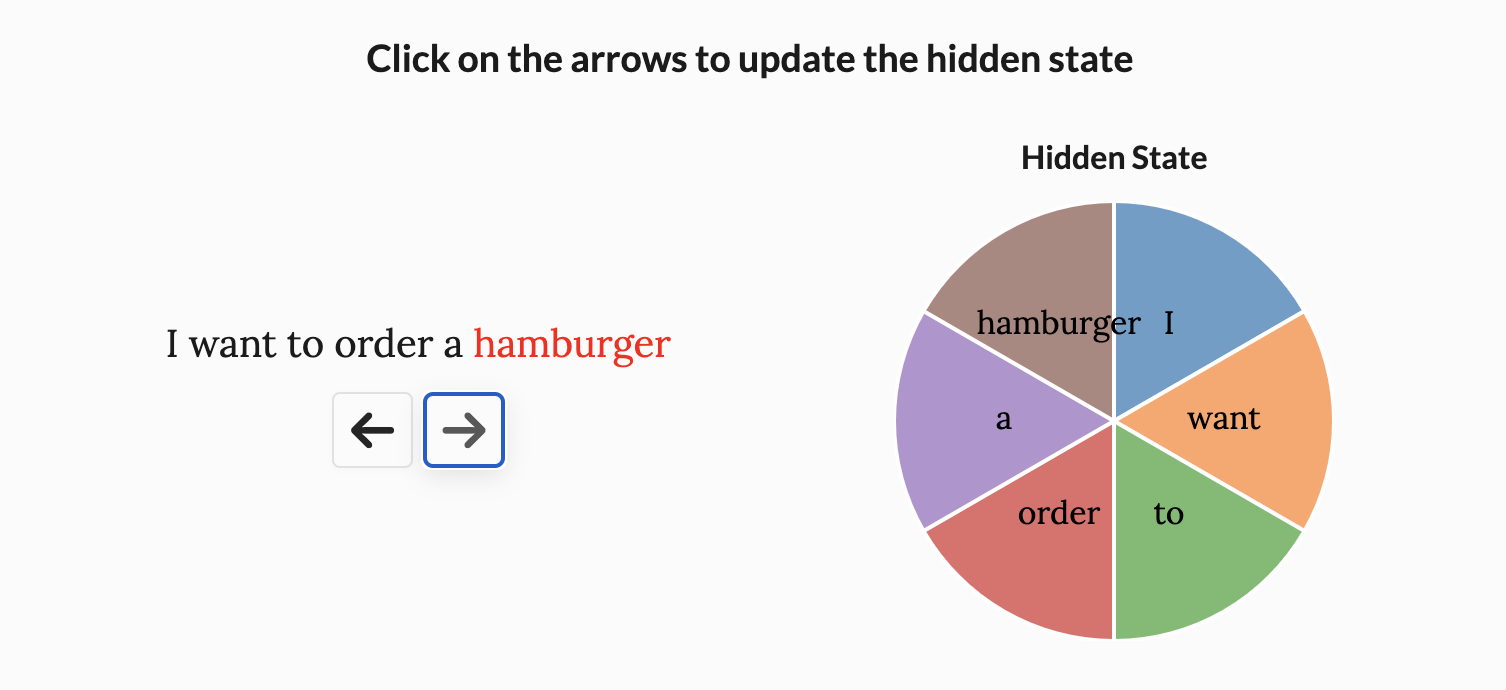 Click on the arrows to update the hidden state
Hidden State
I want to order a hamburger
hamburger
I
a
want
order
to